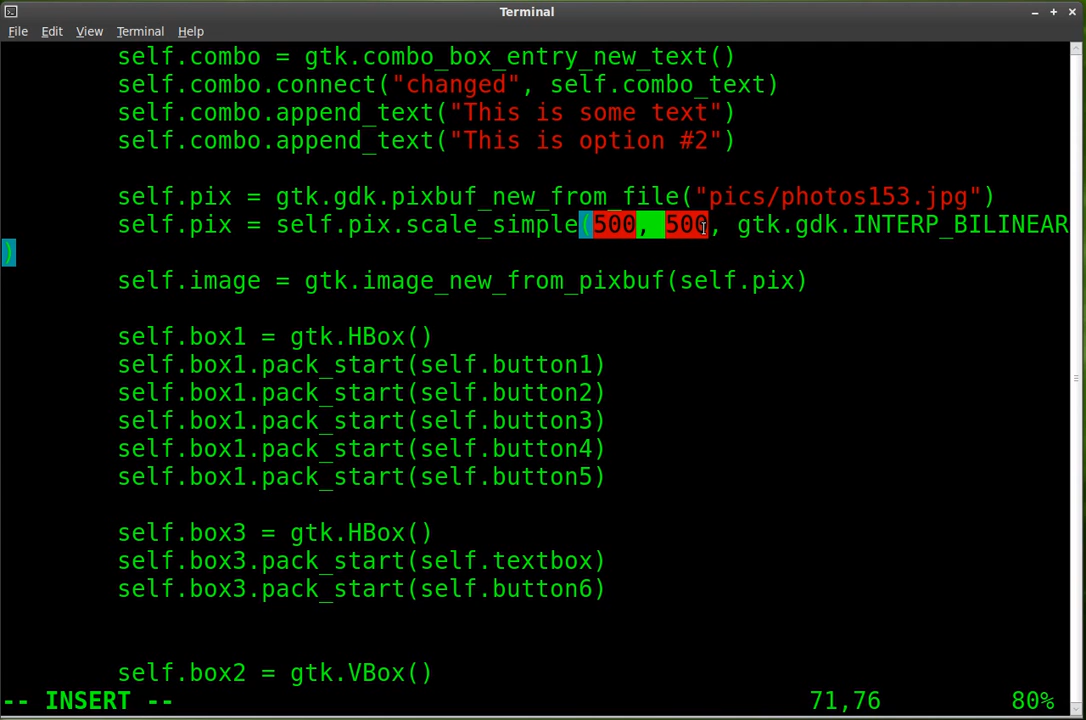 Terminal
File Edit View Terminal Help
self.combo = gtk.combo_box_entry_new_text()
self.combo.connect("changed", self.combo_text)
self.combo.append_text("This is some text")
self.combo.append_text("This is option #2")
self.pix = gtk.gdk.pixbuf_new_from_file("pics/photos153.jpg")
self.pix = self.pix.scale_simple(500, 500, gtk.gdk.INTERP_BILINEAR
)
self.image = gtk.image_new_from_pixbuf(self.pix)
self.box1 = gtk.HBox()
self.box1.pack_start(self.button1)
self.box1.pack_start(self.button2)
self.box1.pack_start(self.button3)
self.box1.pack_start(self.button4)
self.box1.pack_start(self.button5)
self.box3 = gtk.HBox()
self.box3.pack_start(self.textbox)
self.box3.pack_start(self.button6)
self.box2 = gtk.VBox()
-- INSERT -- 71,76 80%